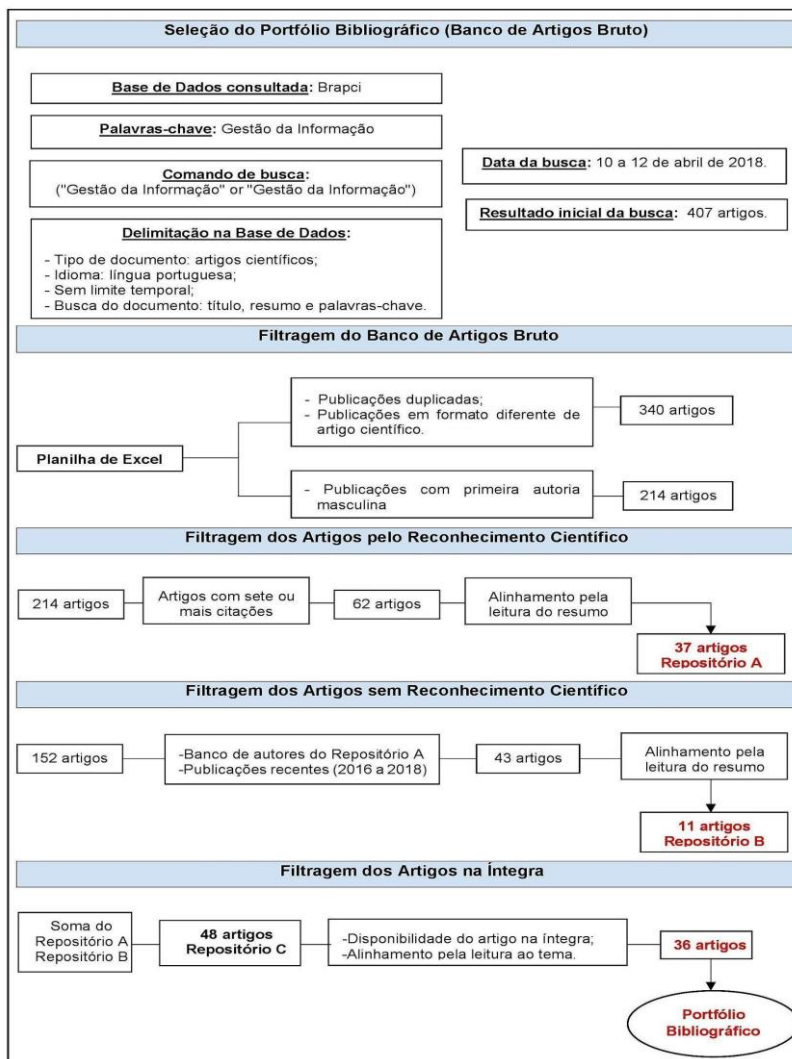 Seleção do Portfólio Bibliográfico (Banco de Artigos Bruto)
Base de Dados consultada: Brapci
Palavras-chave: Gestão da Informação
Comando de busca:
("Gestão da Informação" or "Gestão da Informação")
Delimitação na Base de Dados:
- Tipo de documento: artigos científicos;
- Idioma: língua portuguesa;
- Sem limite temporal;
- Busca do documento: título, resumo e palavras-chave.
Data da busca: 10 a 12 de abril de 2018.
Resultado inicial da busca: 407 artigos.
Filtragem do Banco de Artigos Bruto
Planilha de Excel
- Publicações duplicadas;
- Publicações em formato diferente de
artigo científico.
340 artigos
- Publicações com primeira autoria
masculina
214 artigos
Filtragem dos Artigos pelo Reconhecimento Científico
214 artigos
Artigos com sete ou
mais citações
62 artigos
Alinhamento pela
leitura do resumo
37 artigos
Repositório A
Filtragem dos Artigos sem Reconhecimento Científico
152 artigos
-Banco de autores do Repositório A
-Publicações recentes (2016 a 2018)
43 artigos
Alinhamento pela
leitura do resumo
11 artigos
Repositório B
Filtragem dos Artigos na Íntegra
Soma do
Repositório A
Repositório B
48 artigos
Repositório C
-Disponibilidade do artigo na íntegra;
-Alinhamento pela leitura ao tema.
36 artigos
Portfólio
Bibliográfico